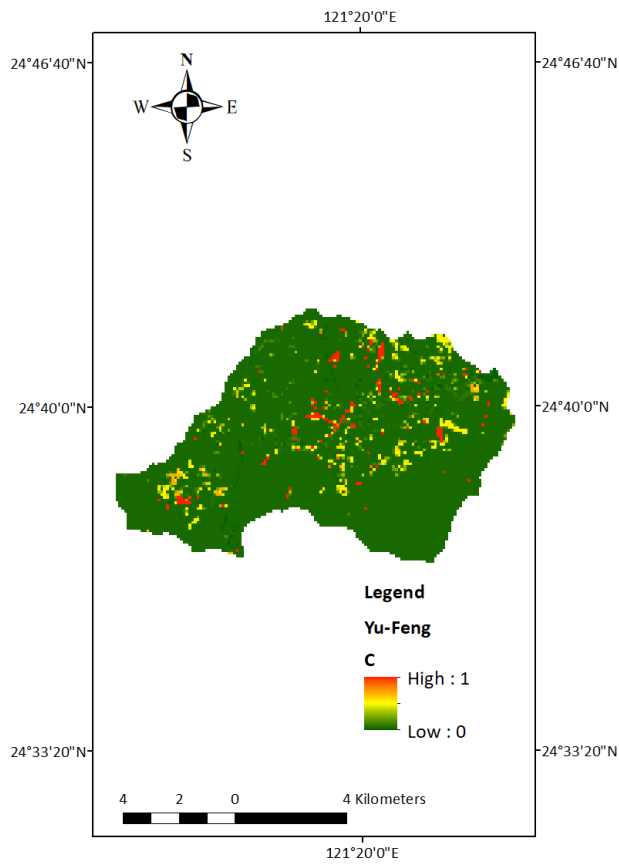 121°20'0"E
24°46'40"N
24°46'40"N
N
W
E
S
24°40'0"N
24°40'0"N
Legend
Yu-Feng
C
High : 1
Low : 0
24°33'20"N
24°33'20"N
4 2 0 4 Kilometers
121°20'0"E